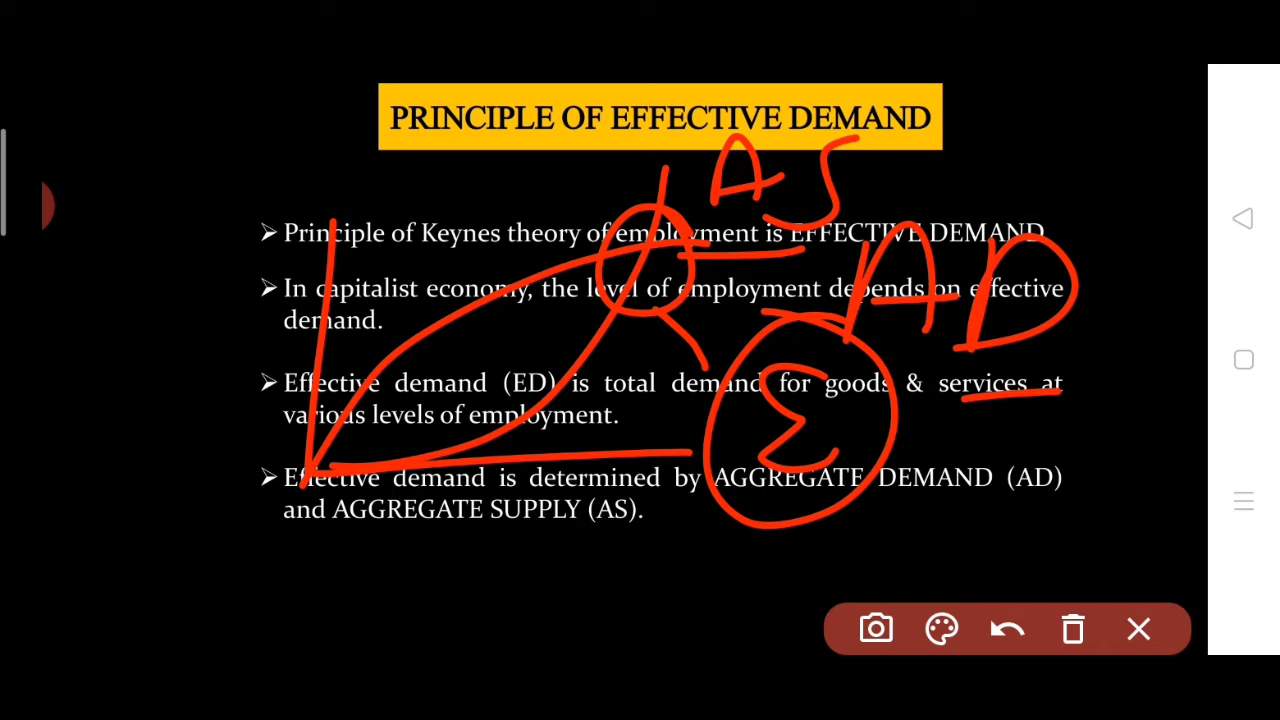 PRINCIPLE OF EFFECTIVE DEMAND
AS
➢ Principle of Keynes theory of employment is EFFECTIVE DEMAND.
AD
➢ In capitalist economy, the level of employment depends on effective
demand.
➢ Effective demand (ED) is total demand for goods & services at
various levels of employment.
Σ
➢ Effective demand is determined by AGGREGATE DEMAND (AD)
and AGGREGATE SUPPLY (AS).